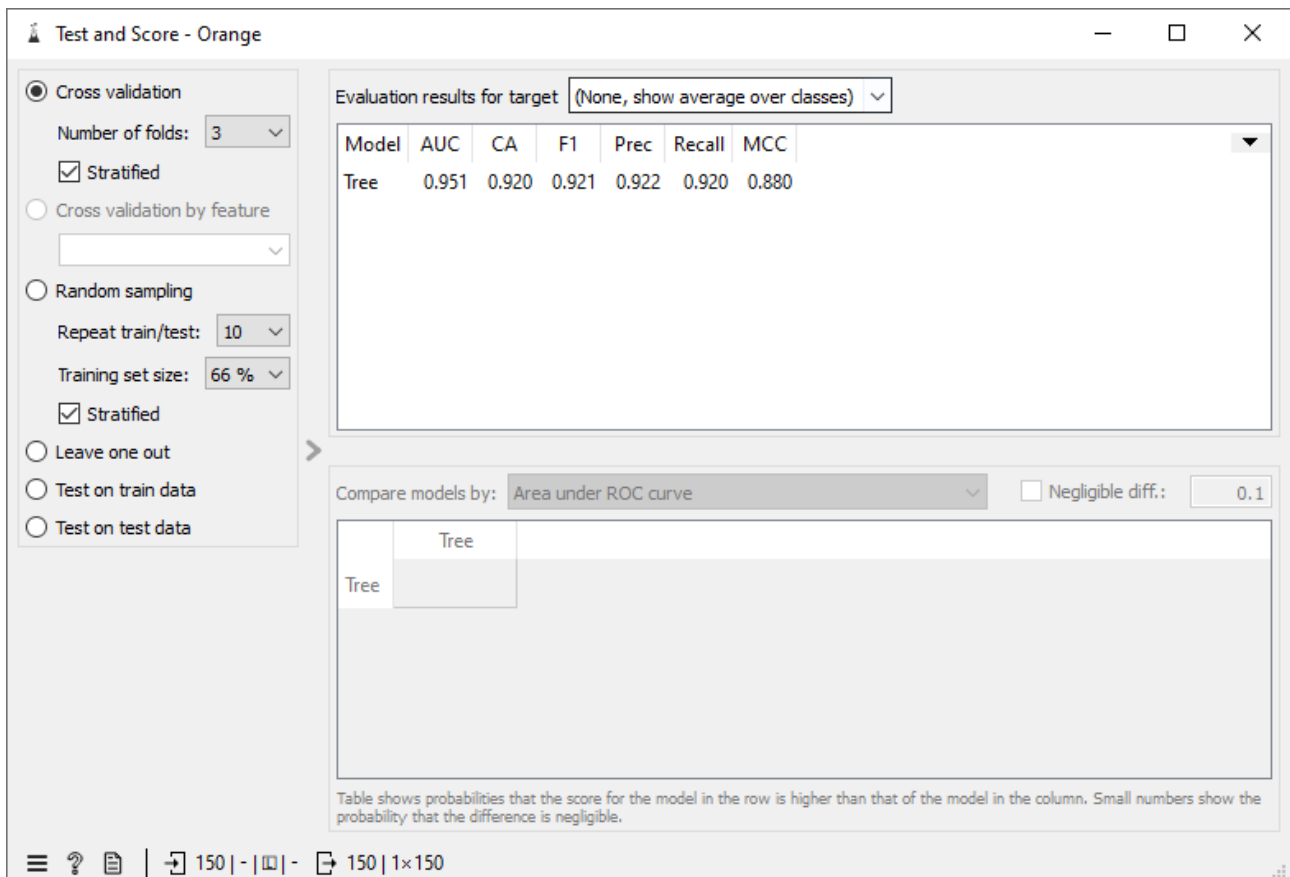 Test and Score - Orange
Cross validation
Number of folds: 3
Stratified
Cross validation by feature
Random sampling
Repeat train/test: 10
Training set size: 66 %
Stratified
Leave one out
Test on train data
Test on test data
Evaluation results for target (None, show average over classes)
Model AUC CA F1 Prec Recall MCC
Tree 0.951 0.920 0.921 0.922 0.920 0.880
Compare models by: Area under ROC curve Negligible diff.: 0.1
Tree
Tree
Table shows probabilities that the score for the model in the row is higher than that of the model in the column. Small numbers show the
probability that the difference is negligible.
150 | - | | - 150 | 1×150